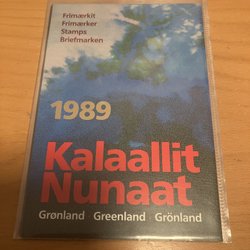 Frimærkit
Frimærker
Stamps
Briefmarken
1989
Kalaallit
Nunaat
Grønland Greenland Grönland